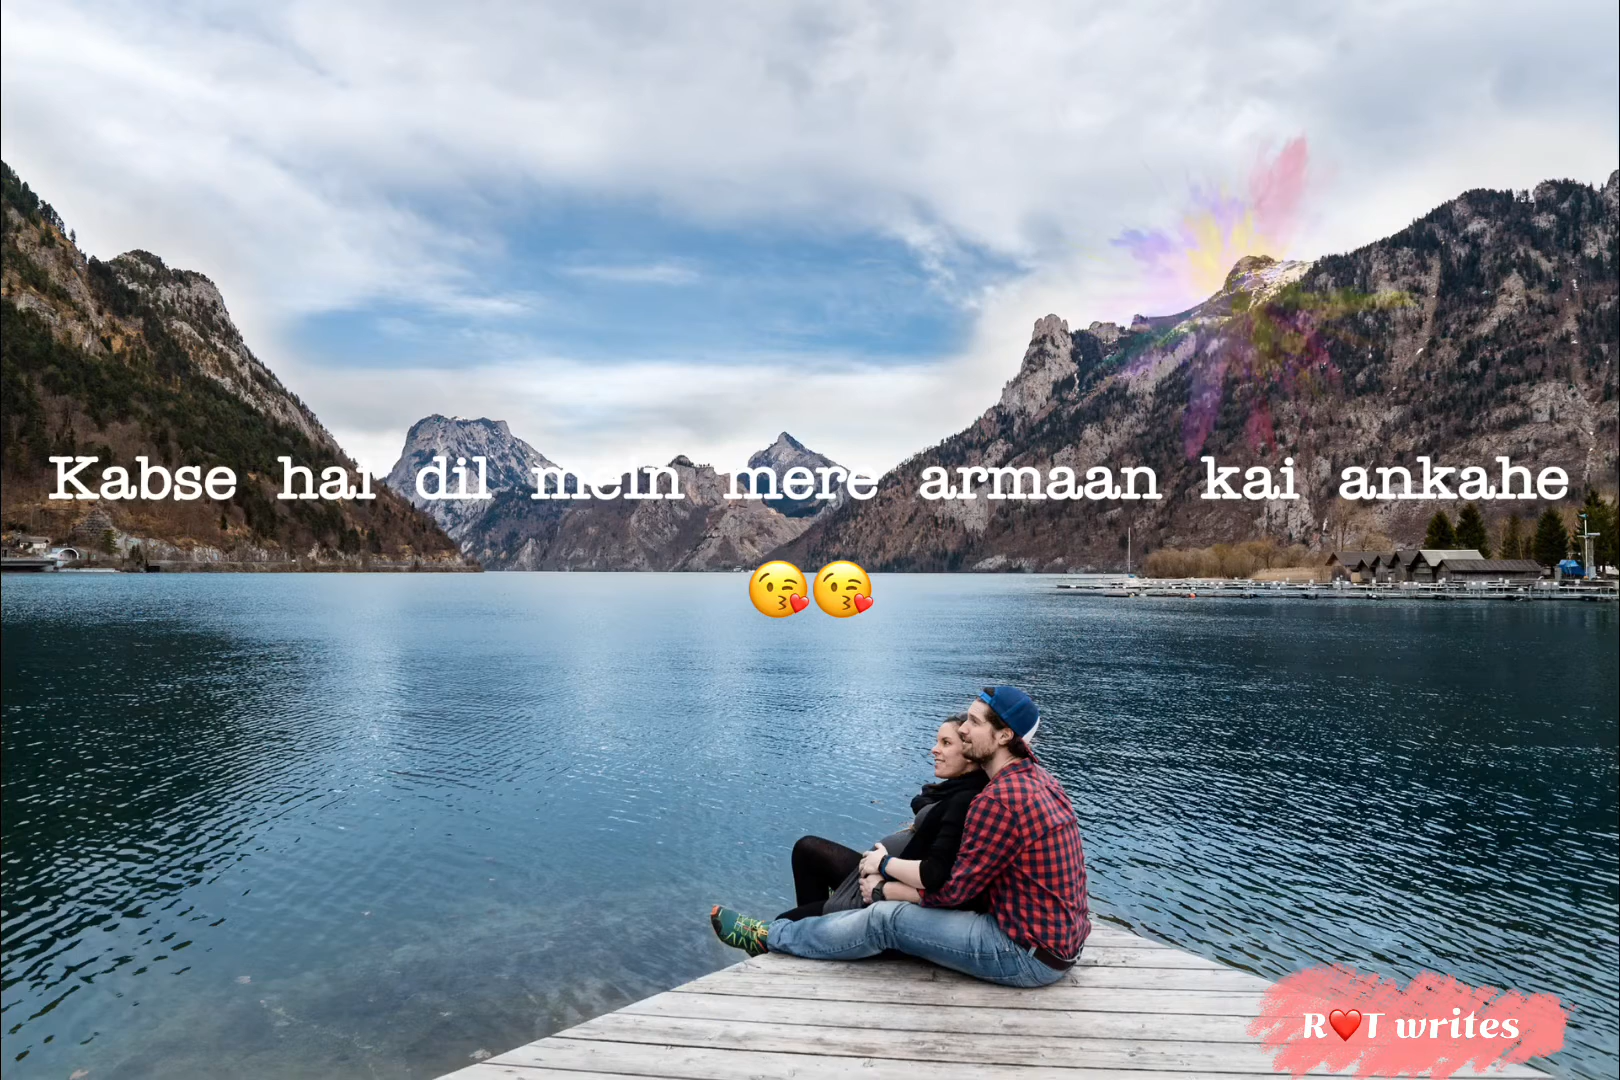 Kabse hai dil mein mere armaan kai ankahe
😘😘
R❤️T writes